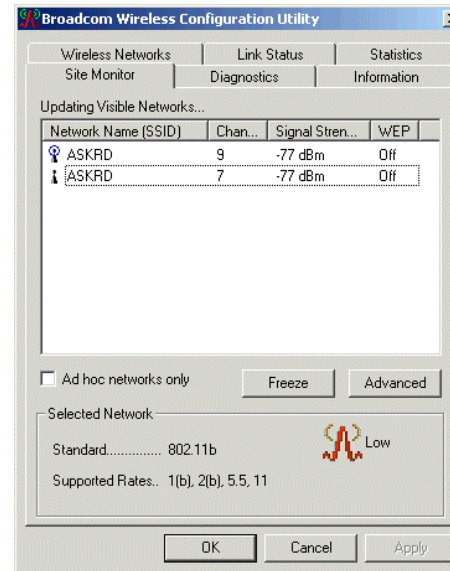 Broadcom Wireless Configuration Utility
Wireless Networks Link Status Statistics
Site Monitor Diagnostics Information
Updating Visible Networks...
Network Name (SSID) Chan... Signal Stren... WEP
ASKRD 9 -77 dBm Off
ASKRD 7 -77 dBm Off
Ad hoc networks only Freeze Advanced
Selected Network
Low
Standard............... 802.11b
Supported Rates.. 1(b), 2(b), 5.5, 11
OK Cancel Apply